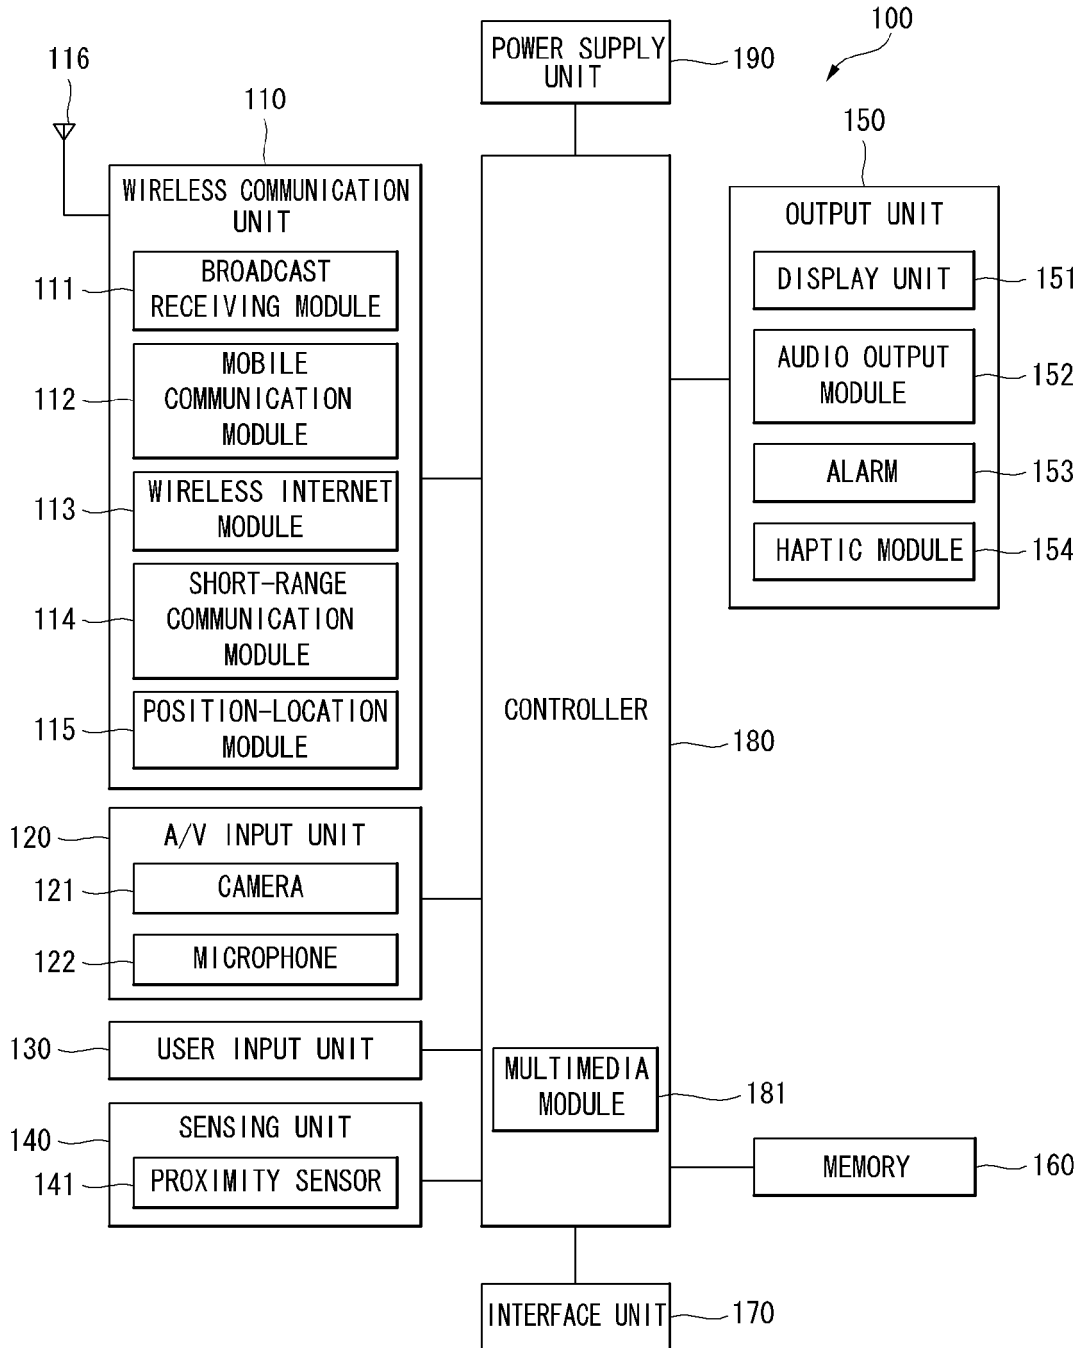 100
POWER SUPPLY
UNIT
190
116
110
WIRELESS COMMUNICATION
UNIT
111
BROADCAST
RECEIVING MODULE
112
MOBILE
COMMUNICATION
MODULE
113
WIRELESS INTERNET
MODULE
114
SHORT-RANGE
COMMUNICATION
MODULE
115
POSITION-LOCATION
MODULE
120
A/V INPUT UNIT
121
CAMERA
122
MICROPHONE
130
USER INPUT UNIT
140
SENSING UNIT
141
PROXIMITY SENSOR
CONTROLLER
180
MULTIMEDIA
MODULE
181
150
OUTPUT UNIT
DISPLAY UNIT
151
AUDIO OUTPUT
MODULE
152
ALARM
153
HAPTIC MODULE
154
MEMORY
160
INTERFACE UNIT
170